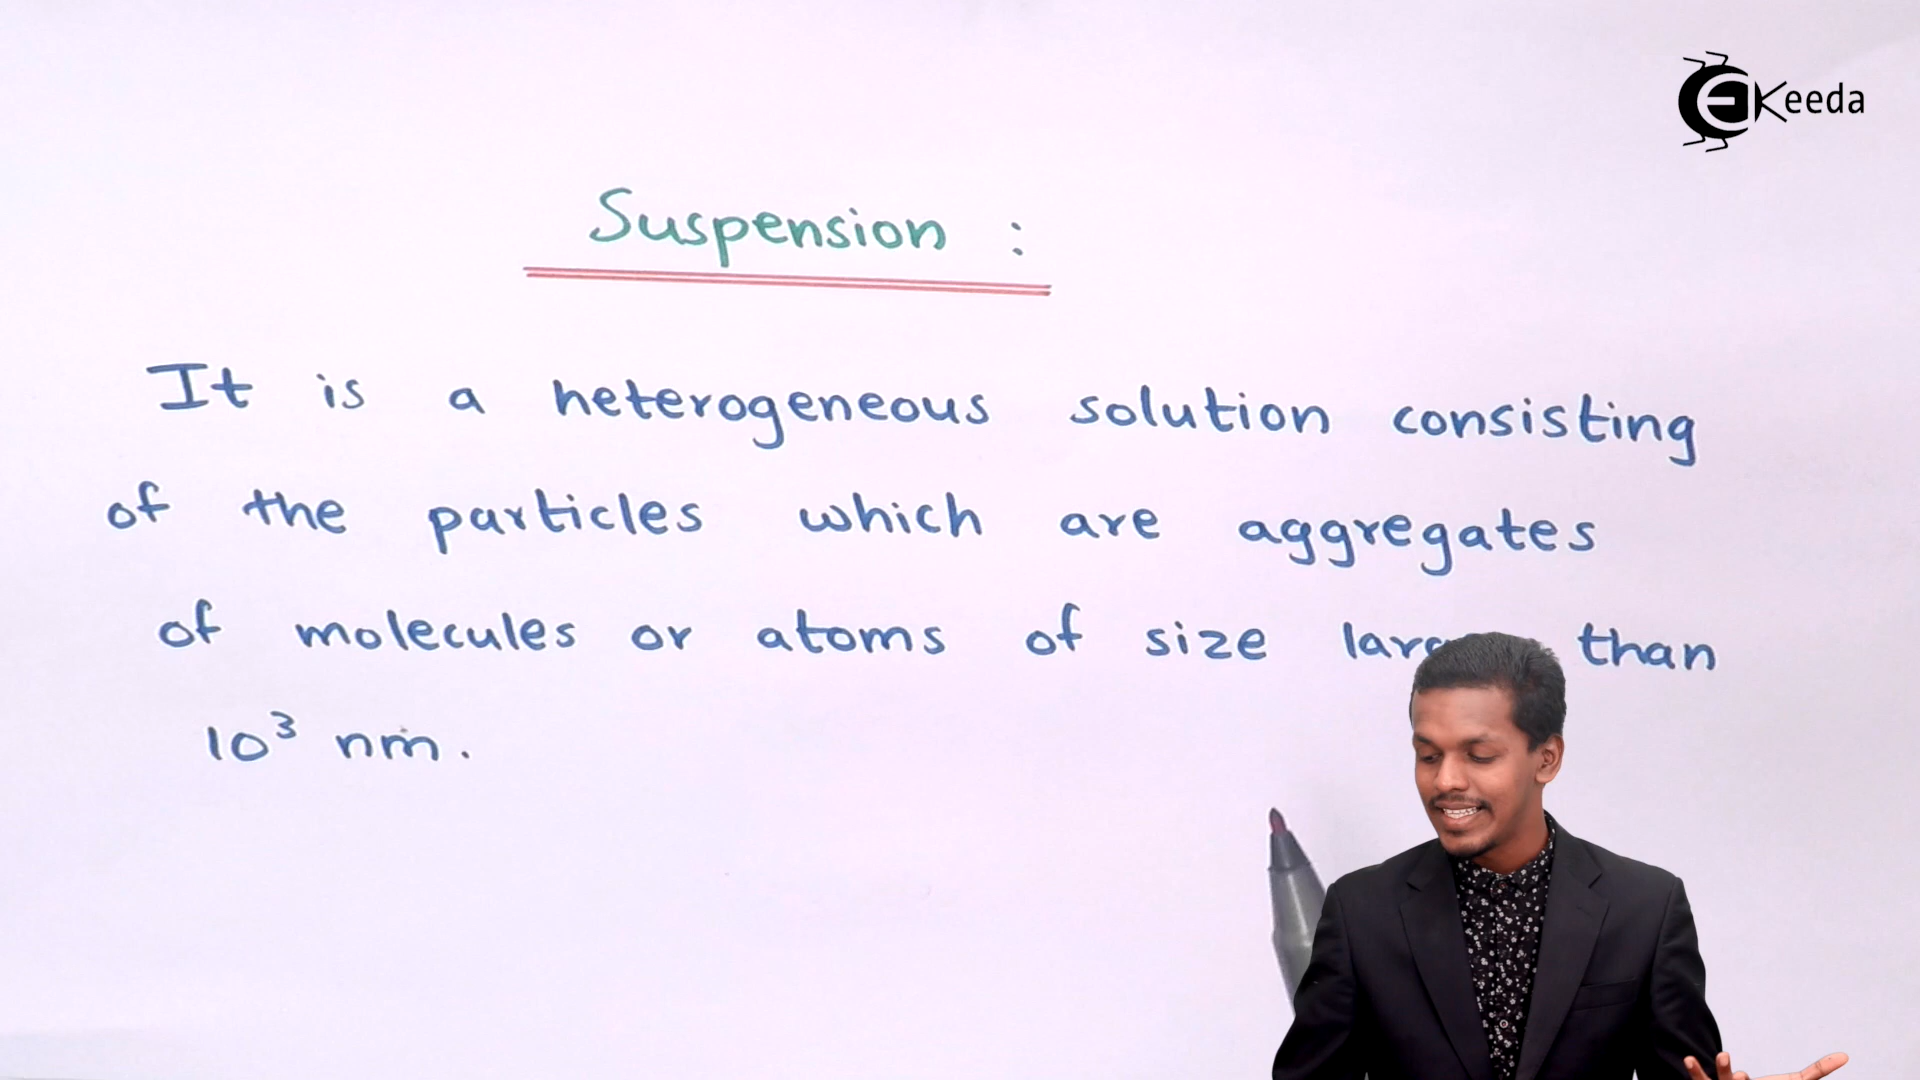 Keeda
Suspension :
It is a heterogeneous solution consisting
of the particles which are aggregates
of molecules or atoms of size than
10³ nm.